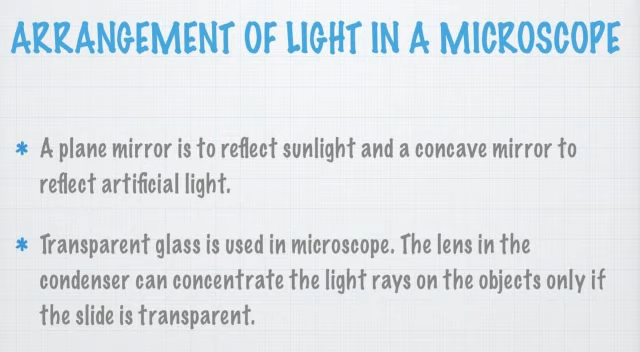 ARRANGEMENT OF LIGHT IN A MICROSCOPE
* A plane mirror is to reflect sunlight and a concave mirror to
reflect artificial light.
* Transparent glass is used in microscope. The lens in the
condenser can concentrate the light rays on the objects only if
the slide is transparent.